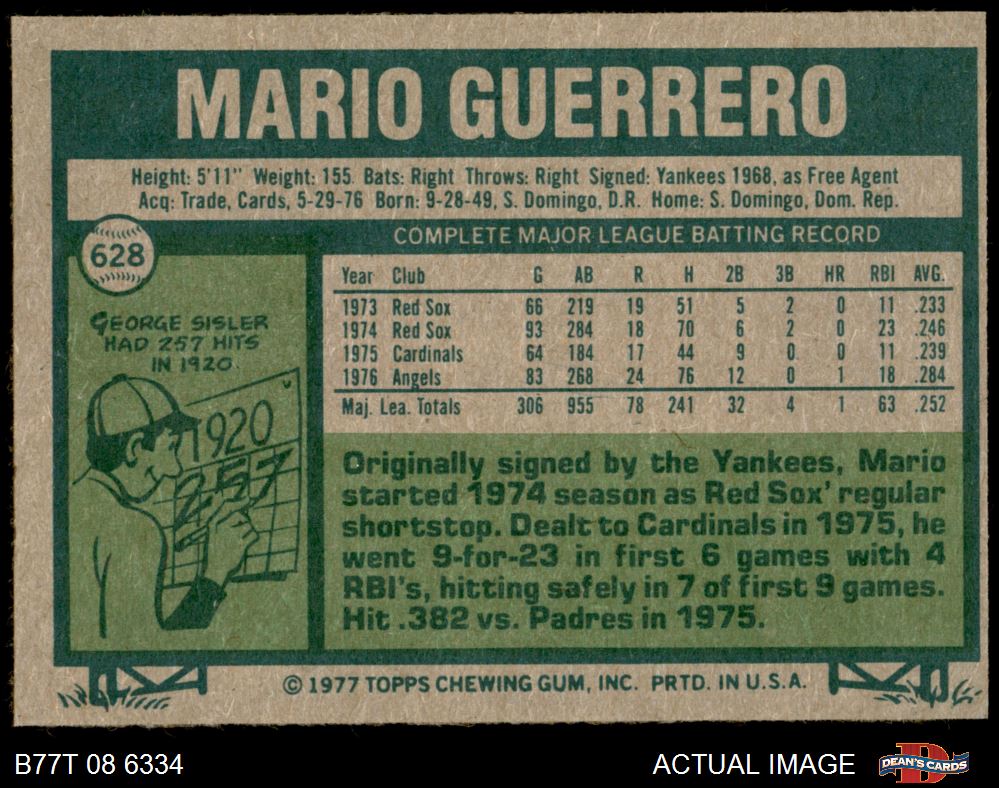 MARIO GUERRERO
Height: 5'11" Weight: 155. Bats: Right Throws: Right Signed: Yankees 1968, as Free Agent
Acq: Trade, Cards, 5-29-76 Born: 9-28-49, S. Domingo, D.R. Home: S. Domingo, Dom. Rep.
628
COMPLETE MAJOR LEAGUE BATTING RECORD
Year Club G AB R H 2B 3B HR RBI AVG.
1973 Red Sox 66 219 19 51 5 2 0 11 .233
1974 Red Sox 93 284 18 70 6 2 0 23 .246
1975 Cardinals 64 184 17 44 9 0 0 11 .239
1976 Angels 83 268 24 76 12 0 1 18 .284
Maj. Lea. Totals 306 955 78 241 32 4 1 63 .252
GEORGE SISLER
HAD 257 HITS
IN 1920.
1920
257
Originally signed by the Yankees, Mario
started 1974 season as Red Sox' regular
shortstop. Dealt to Cardinals in 1975, he
went 9-for-23 in first 6 games with 4
RBI's, hitting safely in 7 of first 9 games.
Hit .382 vs. Padres in 1975.
© 1977 TOPPS CHEWING GUM, INC. PRTD. IN U.S.A.
B77T 08 6334
ACTUAL IMAGE
D
DEAN'S CARDS